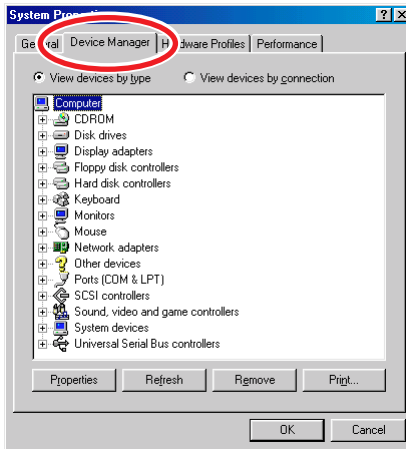 System Prope
General Device Manager Hardware Profiles Performance
View devices by type View devices by connection
Computer
CDROM
Disk drives
Display adapters
Floppy disk controllers
Hard disk controllers
Keyboard
Monitors
Mouse
Network adapters
Other devices
Ports (COM & LPT)
SCSI controllers
Sound, video and game controllers
System devices
Universal Serial Bus controllers
Properties Refresh Remove Print...
OK Cancel